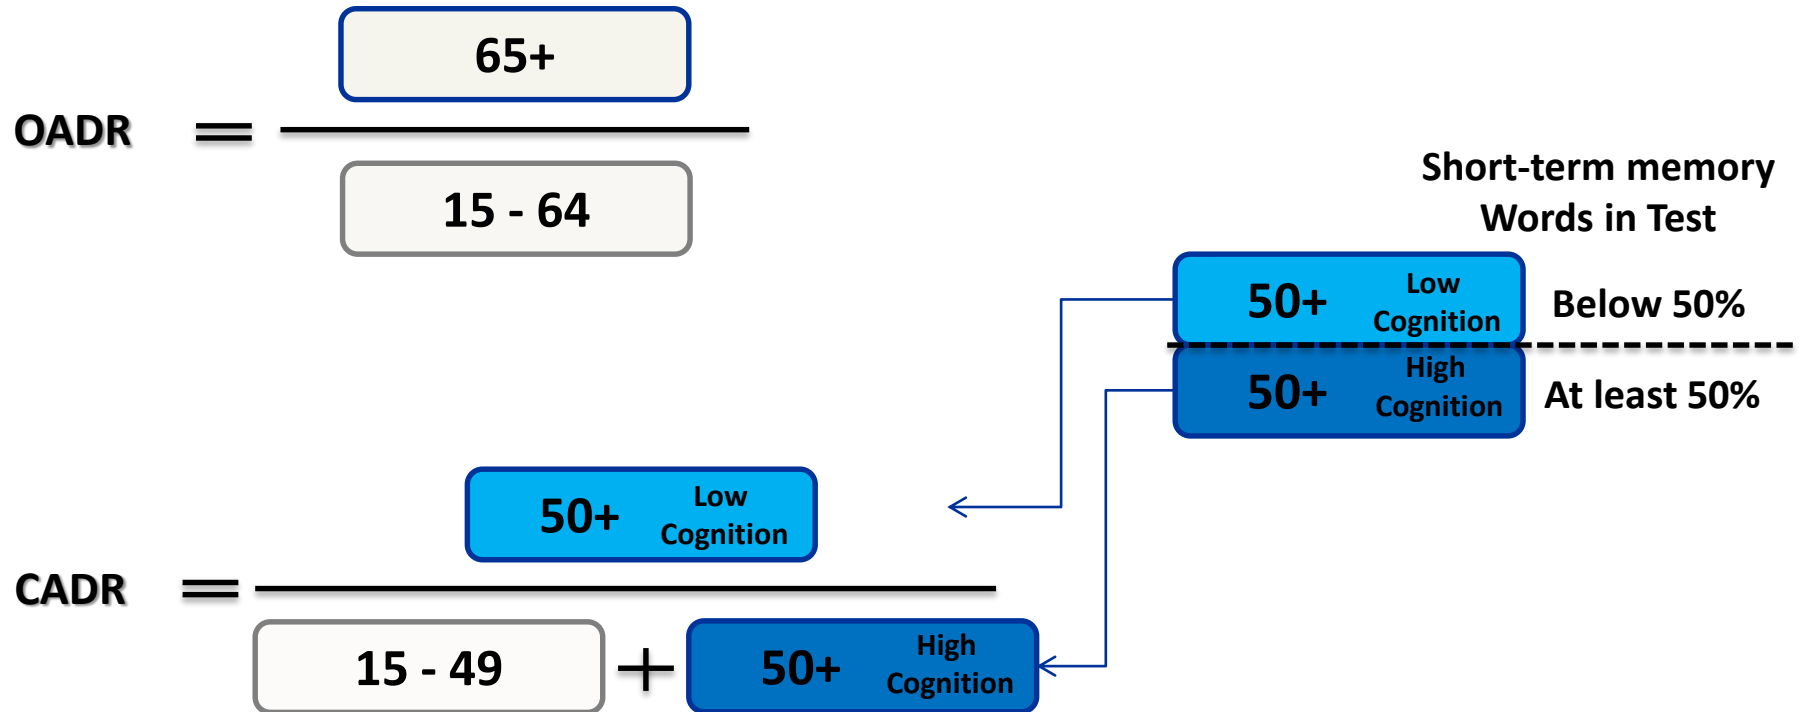 65+
OADR =
15 - 64
Short-term memory
Words in Test
50+ Low
Cognition
Below 50%
50+ High
Cognition
At least 50%
50+ Low
Cognition
CADR =
15 - 49 + 50+ High
Cognition